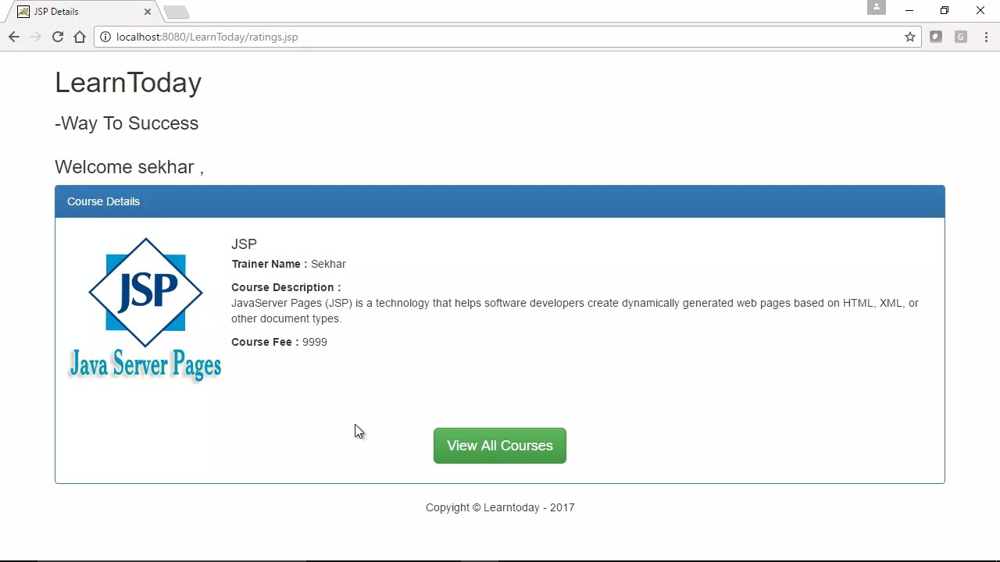 JSP Details
localhost:8080/LearnToday/ratings.jsp
G
LearnToday
-Way To Success
Welcome sekhar ,
Course Details
JSP
Java Server Pages
JSP
Trainer Name : Sekhar
Course Description :
JavaServer Pages (JSP) is a technology that helps software developers create dynamically generated web pages based on HTML, XML, or
other document types.
Course Fee : 9999
View All Courses
Copyight © Learntoday - 2017